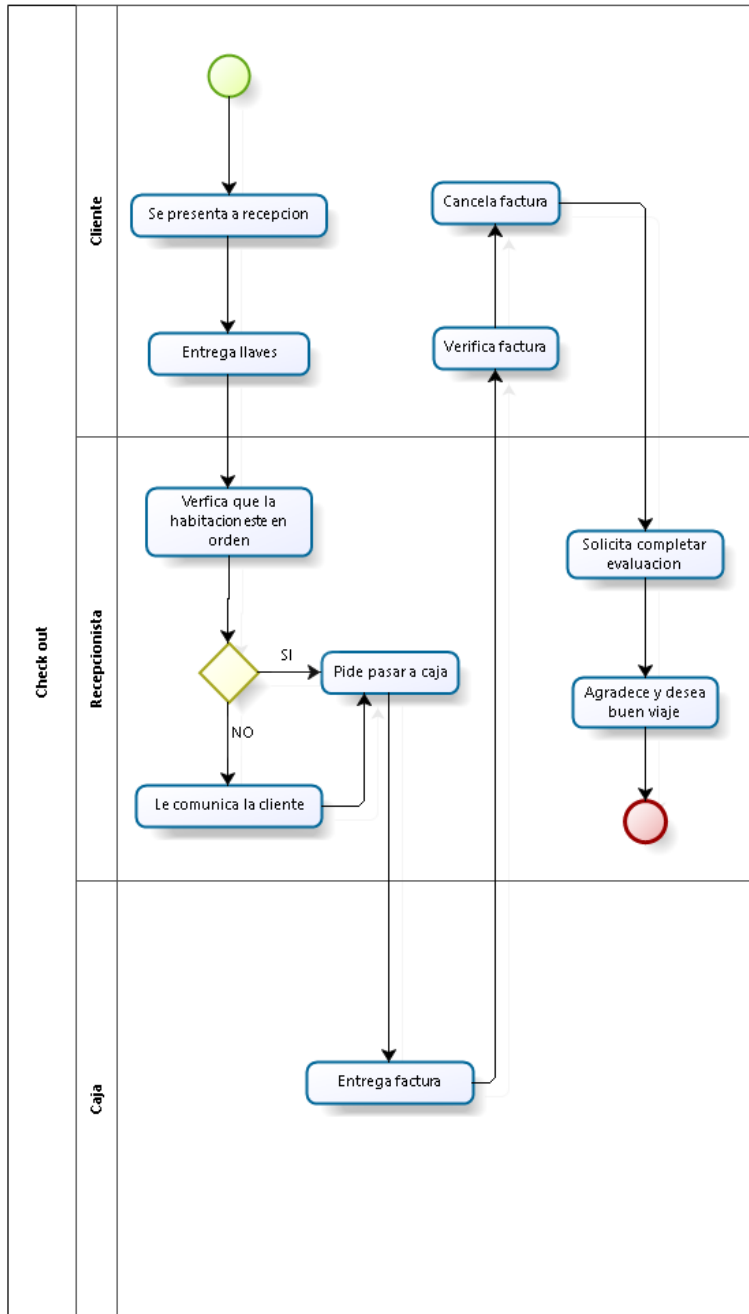 Check out
Cliente
Se presenta a recepcion
Entrega llaves
Cancela factura
Verifica factura
Recepcionista
Verfica que la
habitacion este en
orden
SI
NO
Pide pasar a caja
Le comunica la cliente
Solicita completar
evaluacion
Agradece y desea
buen viaje
Caja
Entrega factura